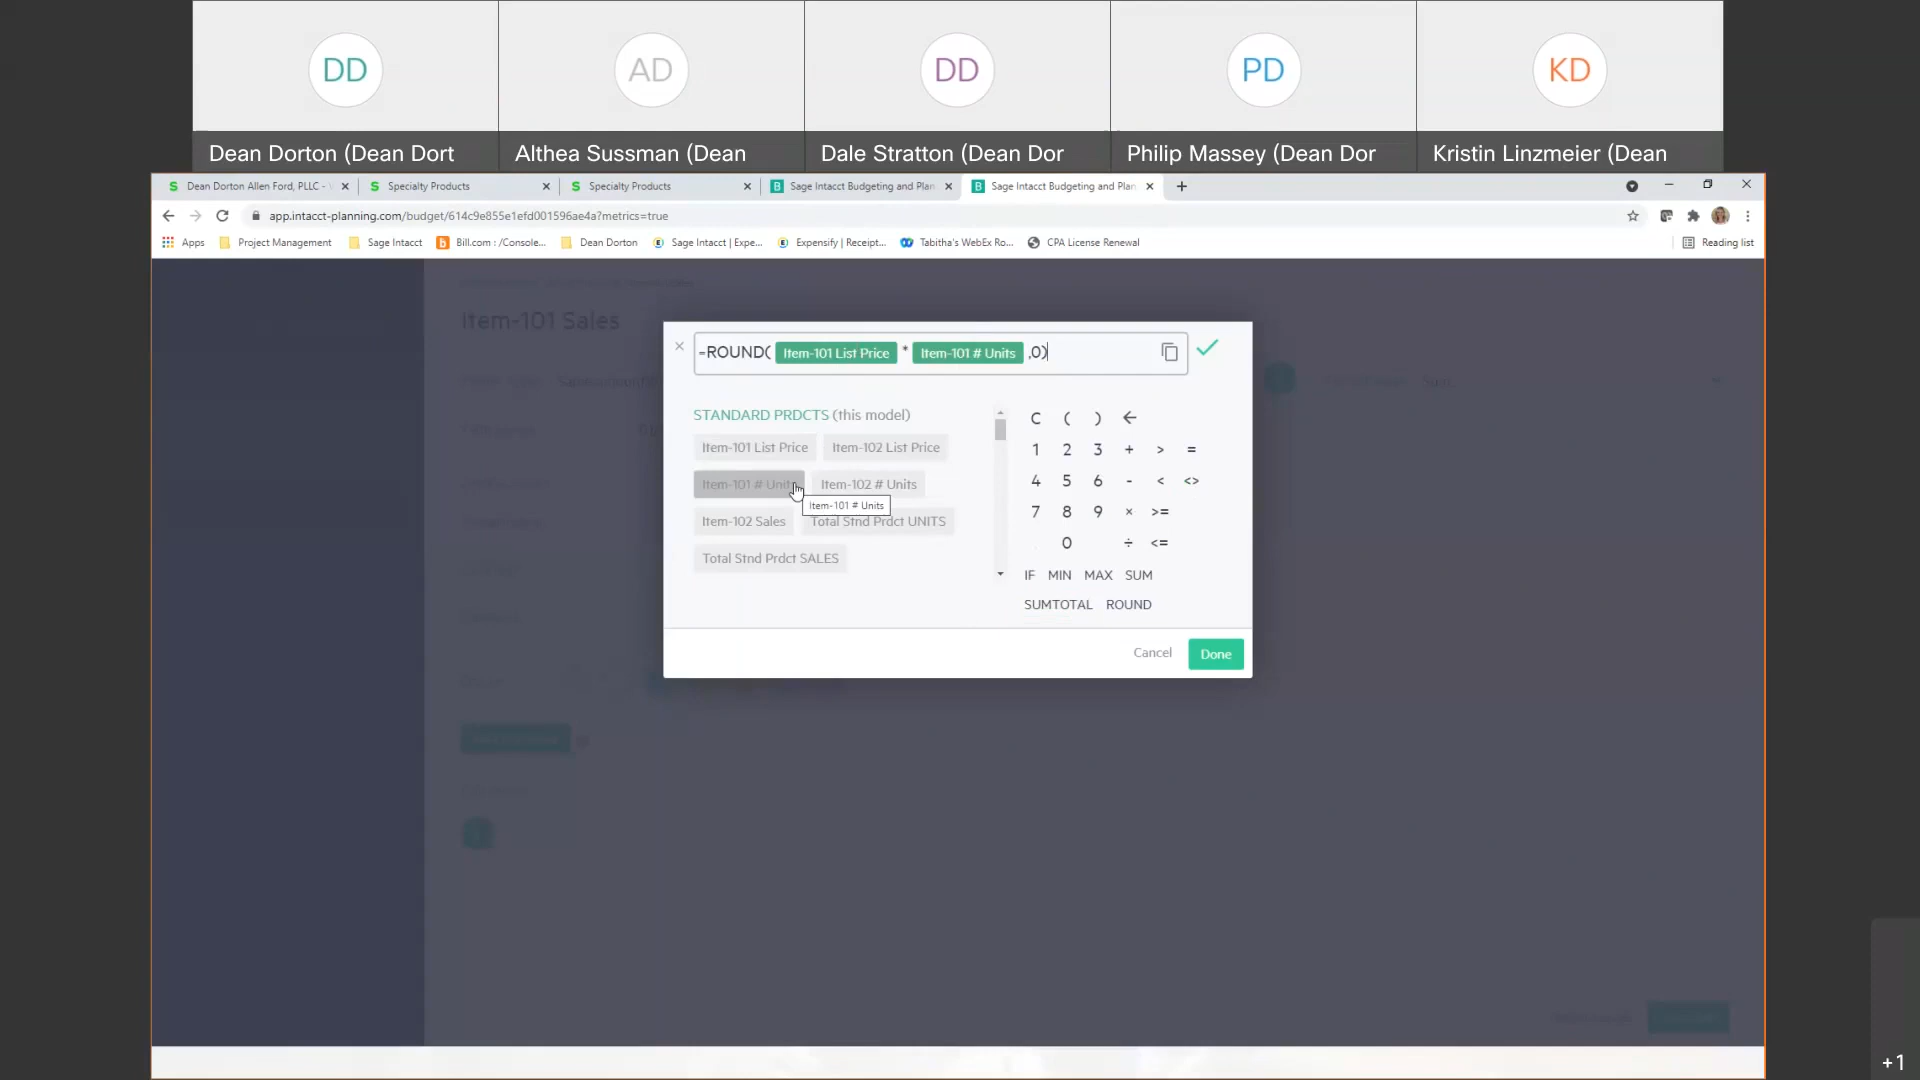 DD
AD
DD
PD
KD
Dean Dorton (Dean Dort
Althea Sussman (Dean
Dale Stratton (Dean Dor
Philip Massey (Dean Dor
Kristin Linzmeier (Dean
Dean Dorton Allen Ford, PLLC -
Specialty Products
Specialty Products
Sage Intacct Budgeting and Plan
Sage Intacct Budgeting and Plan
app.intacct-planning.com/budget/614c9e855e1efd001596ae4a?metrics=true
Apps
Project Management
Sage Intacct
Bill.com : /Console...
Dean Dorton
Sage Intacct | Expe...
Expensify | Receipt...
Tabitha's WebEx Ro...
CPA License Renewal
Reading list
Item-101 Sales
=ROUND( Item-101 List Price * Item-101 # Units ,0)
STANDARD PRDCTS (this model)
Item-101 List Price Item-102 List Price
Item-101 # Units Item-102 # Units
Item-101 # Units
Item-102 Sales Total Stnd Prdct UNITS
Total Stnd Prdct SALES
C ( ) ←
1 2 3 + > =
4 5 6 - < <>
7 8 9 × >=
. 0 ÷ <=
IF MIN MAX SUM
SUMTOTAL ROUND
Cancel Done
+1